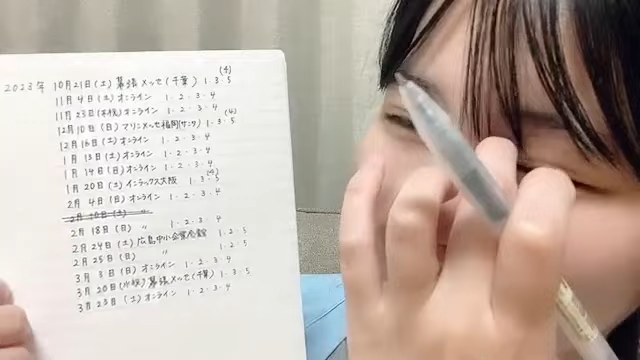 (4)
2023年 10月21日(土) 幕張メッセ(千葉) 1.3.5
11月4日(土) オンライン 1.2.3.4
11月23日(木祝) オンライン 1.2.3.4
(4)
12月10日(日) マリンメッセ福岡 1.3.5
12月16日(土) オンライン 1.2.3.4
1月13日(土) オンライン 1.2.3.4
1月14日(日) オンライン 1.2.3.4
(4)
1月20日(土) インテックス大阪 1.3.5
2月4日(日) オンライン 1.2.3.4
2月10日(土) 〃
2月18日(日) 〃 1.2.3.4
2月24日(土) 広島中小会館 1.2.5
2月25日(日) 〃 1.2.5
3月3日(日) オンライン 1.2.3.4
3月20日(水祝) 幕張メッセ(千葉) 1.3.5
3月23日(土) オンライン 1.2.3.4